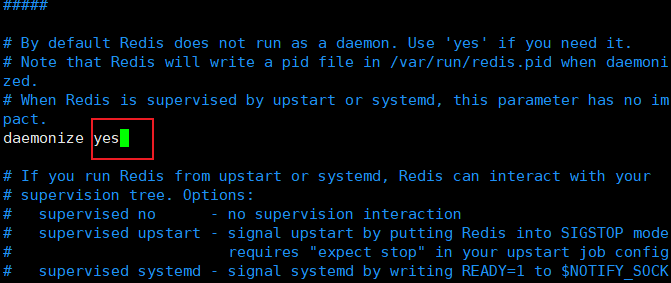 #####
# By default Redis does not run as a daemon. Use 'yes' if you need it.
# Note that Redis will write a pid file in /var/run/redis.pid when daemoni
zed.
# When Redis is supervised by upstart or systemd, this parameter has no im
pact.
daemonize yes
# If you run Redis from upstart or systemd, Redis can interact with your
# supervision tree. Options:
#   supervised no      - no supervision interaction
#   supervised upstart - signal upstart by putting Redis into SIGSTOP mode
#                        requires "expect stop" in your upstart job config
#   supervised systemd - signal systemd by writing READY=1 to $NOTIFY_SOCK